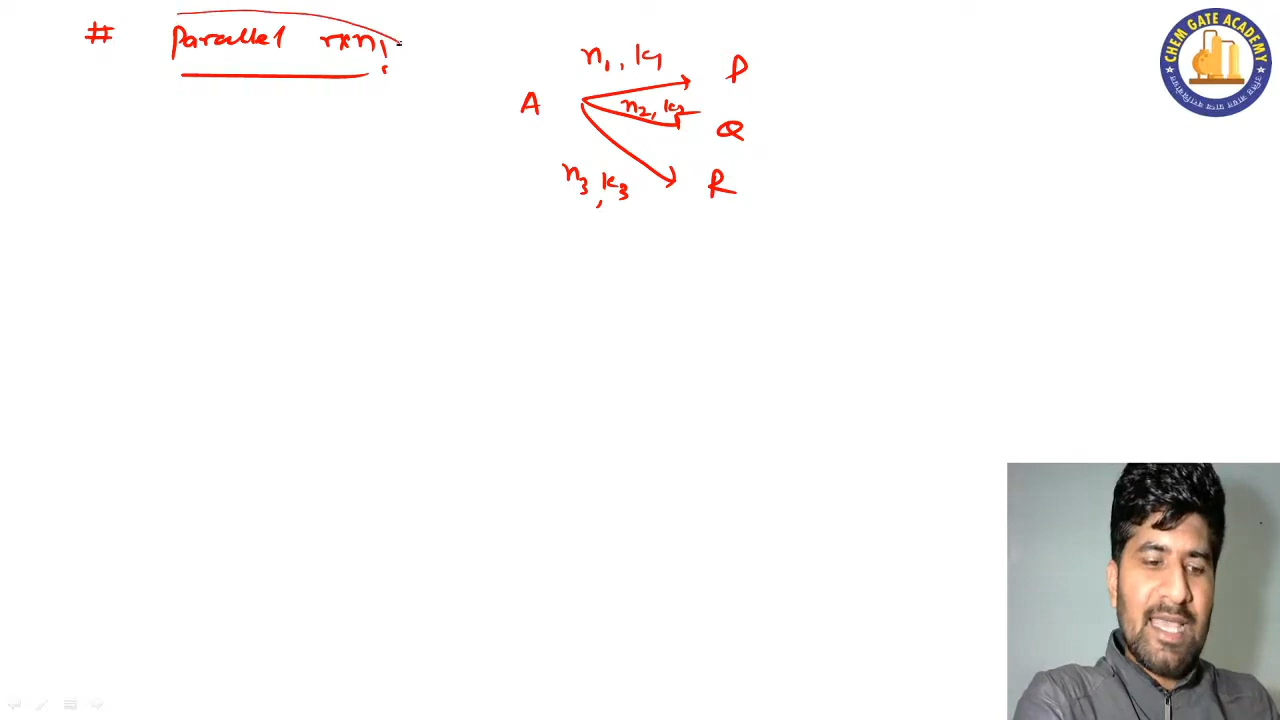 # Parallel rxn!
n1, k1
P
A
n2, k2
Q
n3, k3
R
CHEM GATE ACADEMY